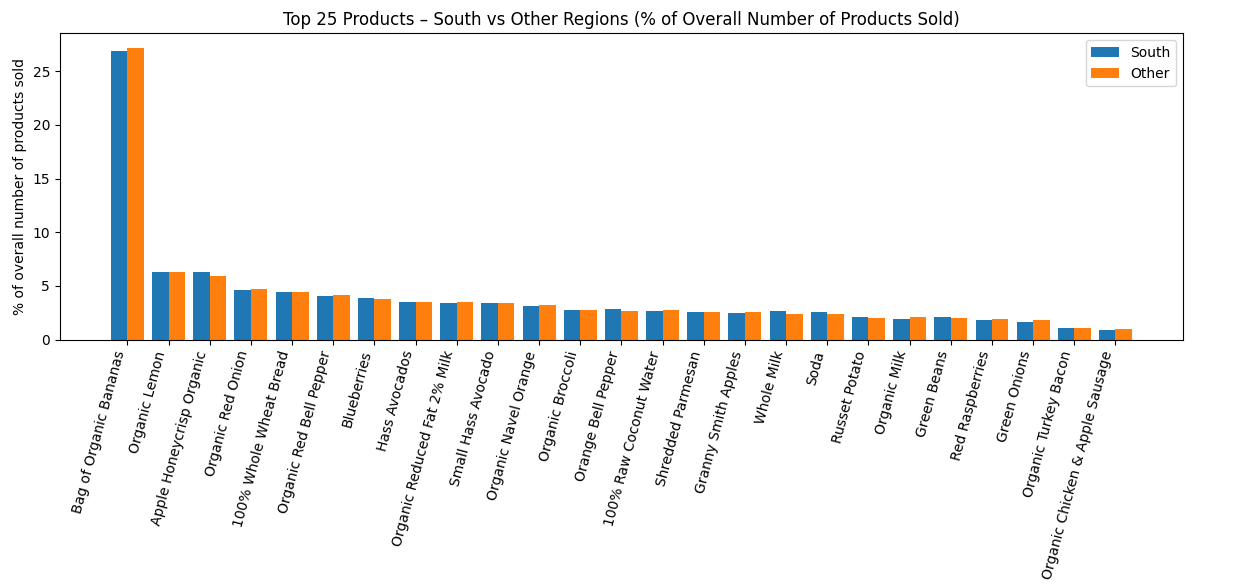 Top 25 Products – South vs Other Regions (% of Overall Number of Products Sold)
South
Other
% of overall number of products sold
25
20
15
10
5
0
Bag of Organic Bananas
Organic Lemon
Apple Honeycrisp Organic
Organic Red Onion
100% Whole Wheat Bread
Organic Red Bell Pepper
Blueberries
Hass Avocados
Organic Reduced Fat 2% Milk
Small Hass Avocado
Organic Navel Orange
Organic Broccoli
Orange Bell Pepper
100% Raw Coconut Water
Shredded Parmesan
Granny Smith Apples
Whole Milk
Soda
Russet Potato
Organic Milk
Green Beans
Red Raspberries
Green Onions
Organic Turkey Bacon
Organic Chicken & Apple Sausage